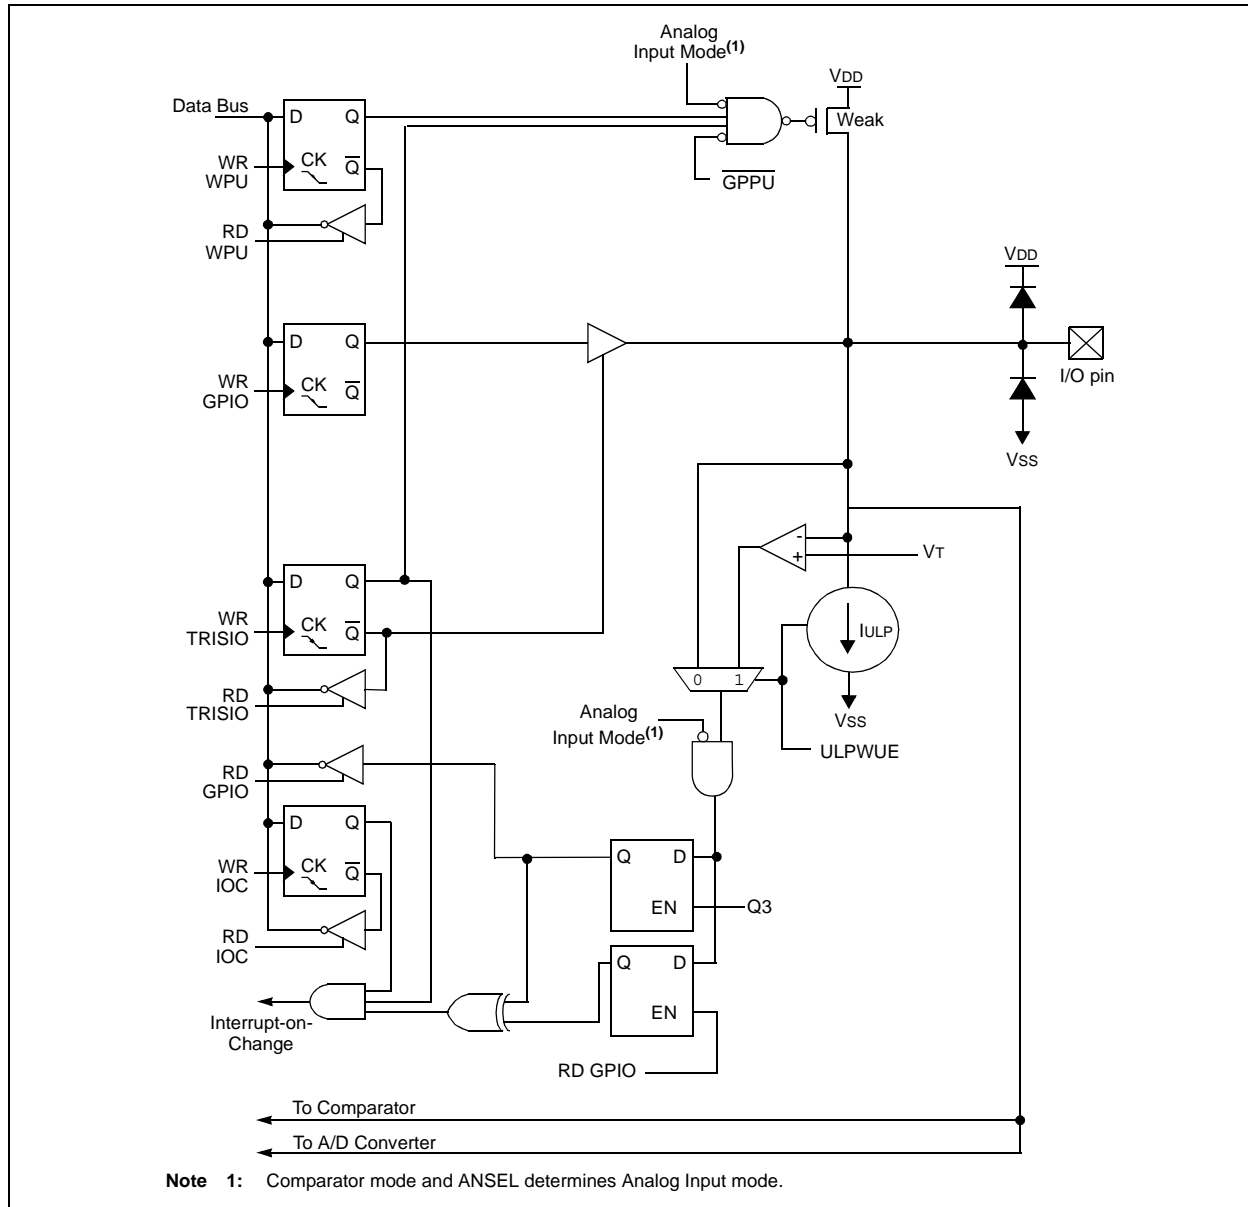 Analog
Input Mode(1)
VDD
Data Bus
D Q
Weak
WR
WPU
CK Q
GPPU
RD
WPU
VDD
D Q
I/O pin
WR
GPIO
CK Q
VSS
-
+
VT
D Q
WR
TRISIO
CK Q
IULP
0 1
RD
TRISIO
VSS
Analog
Input Mode(1)
ULPWUE
RD
GPIO
D Q
Q D
WR
IOC
CK Q
EN
Q3
RD
IOC
Q D
EN
Interrupt-on-
Change
RD GPIO
To Comparator
To A/D Converter
Note 1: Comparator mode and ANSEL determines Analog Input mode.